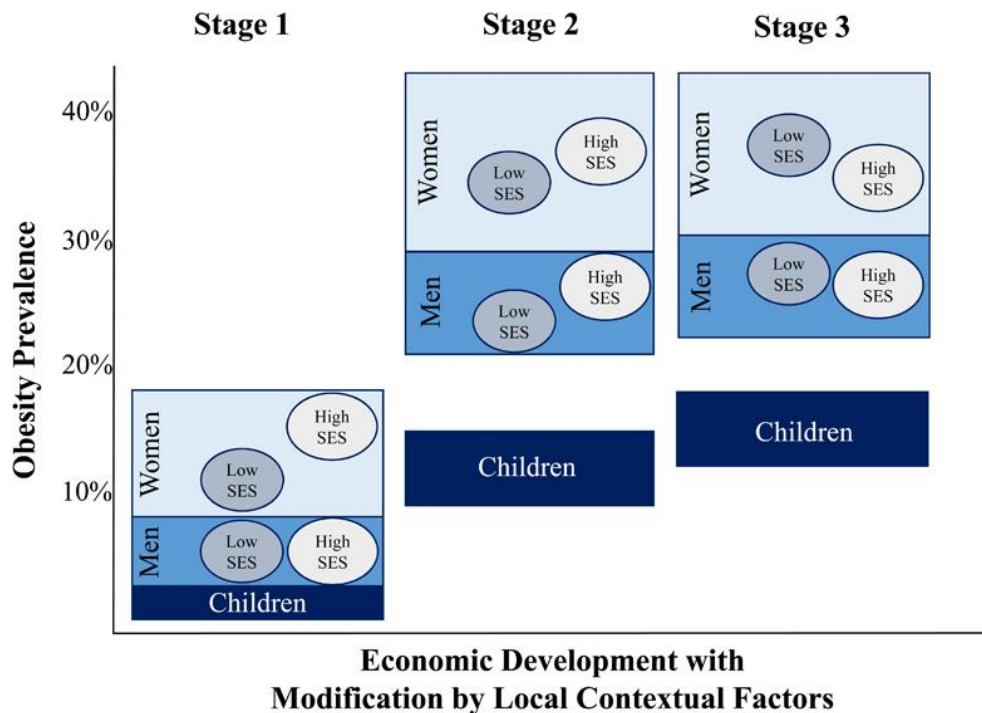 Stage 1
Stage 2
Stage 3
Obesity Prevalence
40%
30%
20%
10%
Women
High
SES
Low
SES
Men
Low
SES
High
SES
Children
Women
High
SES
Low
SES
Men
High
SES
Low
SES
Children
Women
Low
SES
High
SES
Men
Low
SES
High
SES
Children
Economic Development with
Modification by Local Contextual Factors